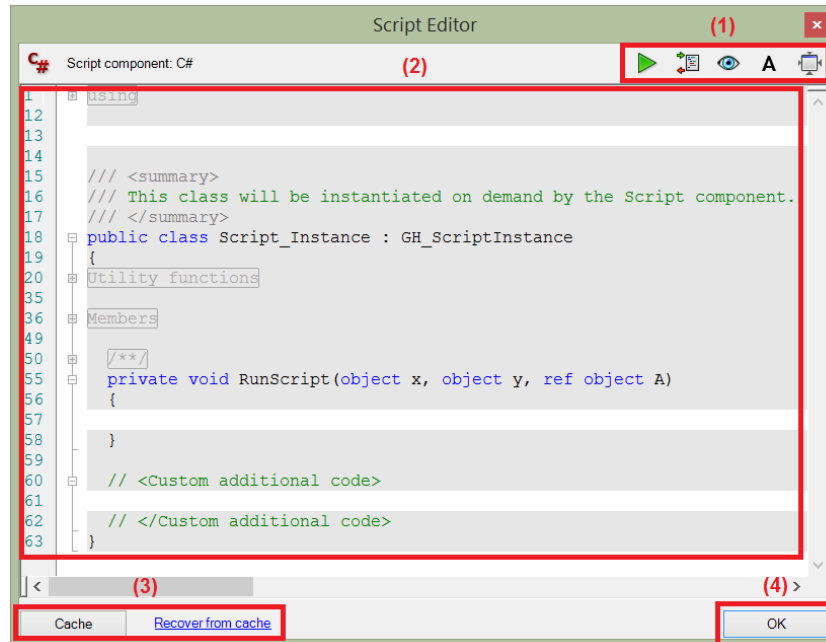 Script Editor
(1)
x
C#
Script component: C#
(2)
A
1 using
12
13
14
15 /// <summary>
16 /// This class will be instantiated on demand by the Script component.
17 /// </summary>
18 public class Script_Instance : GH_ScriptInstance
19 {
20 Utility functions
35
36 Members
49
50 /**/
55 private void RunScript(object x, object y, ref object A)
56 {
57
58 }
59
60 // <Custom additional code>
61
62 // </Custom additional code>
63 }
(3)
(4)
Cache
Recover from cache
OK